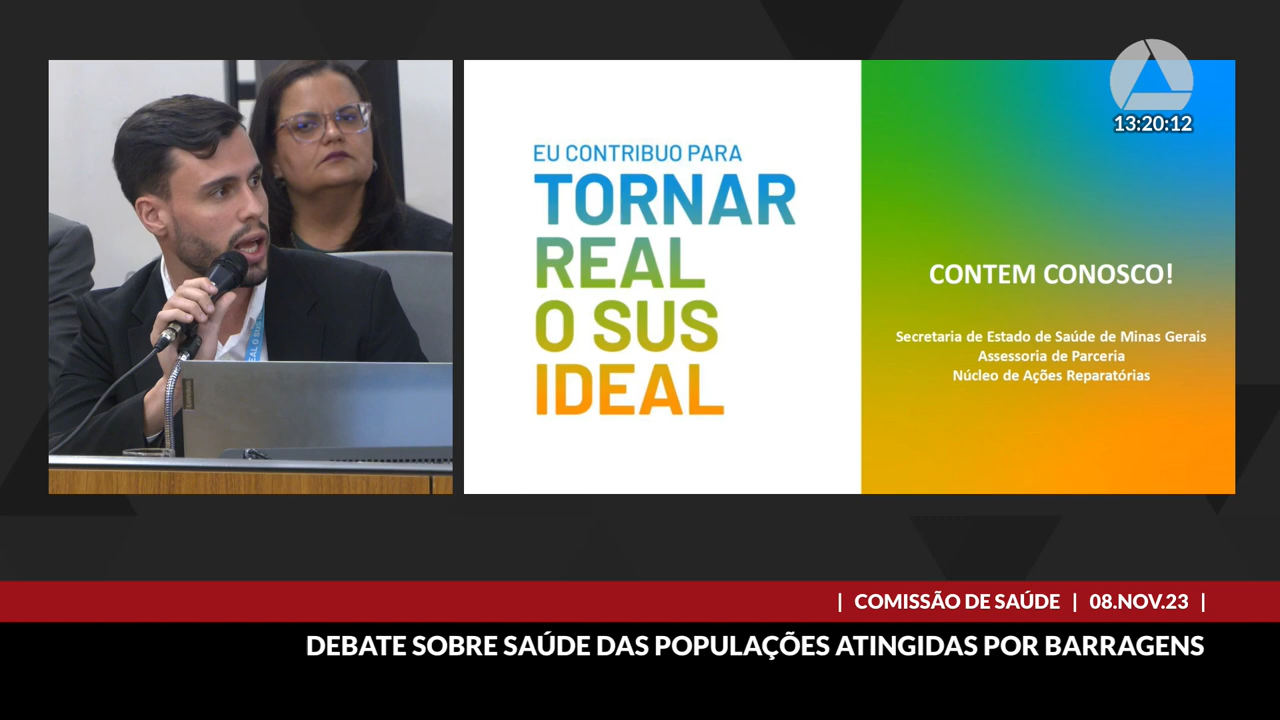 13:20:12
EU CONTRIBUO PARA
TORNAR
REAL
O SUS
IDEAL
CONTEM CONOSCO!
Secretaria de Estado de Saúde de Minas Gerais
Assessoria de Parceria
Núcleo de Ações Reparatórias
| COMISSÃO DE SAÚDE | 08.NOV.23 |
DEBATE SOBRE SAÚDE DAS POPULAÇÕES ATINGIDAS POR BARRAGENS